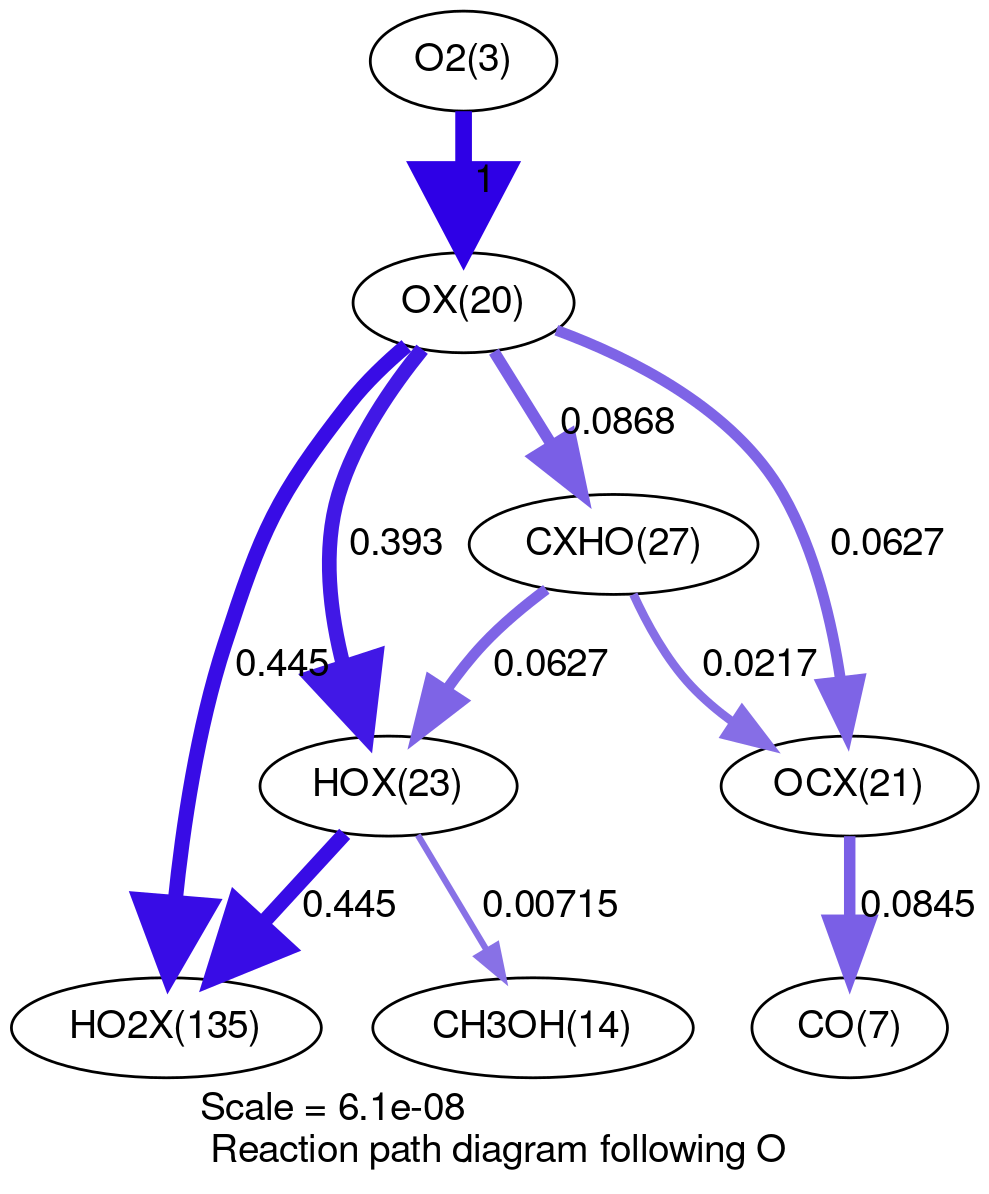 O2(3)
1
OX(20)
0.0868
0.393
CXHO(27)
0.0627
0.445
0.0627
0.0217
HOX(23)
OCX(21)
0.445
0.00715
0.0845
HO2X(135)
CH3OH(14)
CO(7)
Scale = 6.1e-08
Reaction path diagram following O